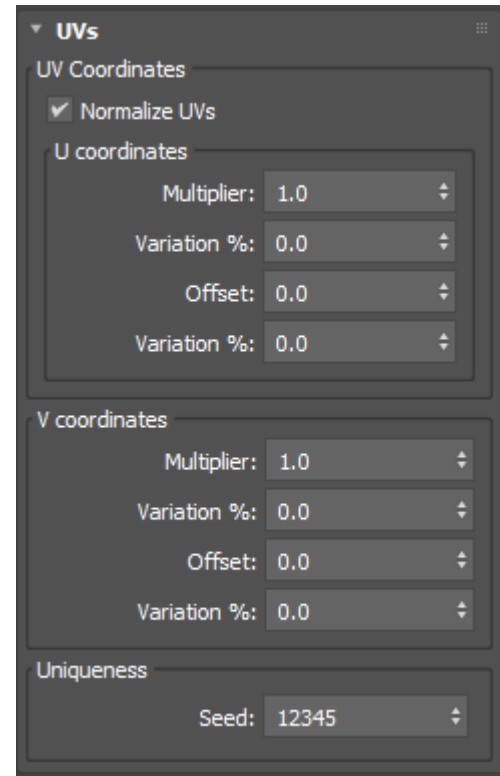 UVs
UV Coordinates
Normalize UVs
U coordinates
Multiplier: 1.0
Variation %: 0.0
Offset: 0.0
Variation %: 0.0
V coordinates
Multiplier: 1.0
Variation %: 0.0
Offset: 0.0
Variation %: 0.0
Uniqueness
Seed: 12345